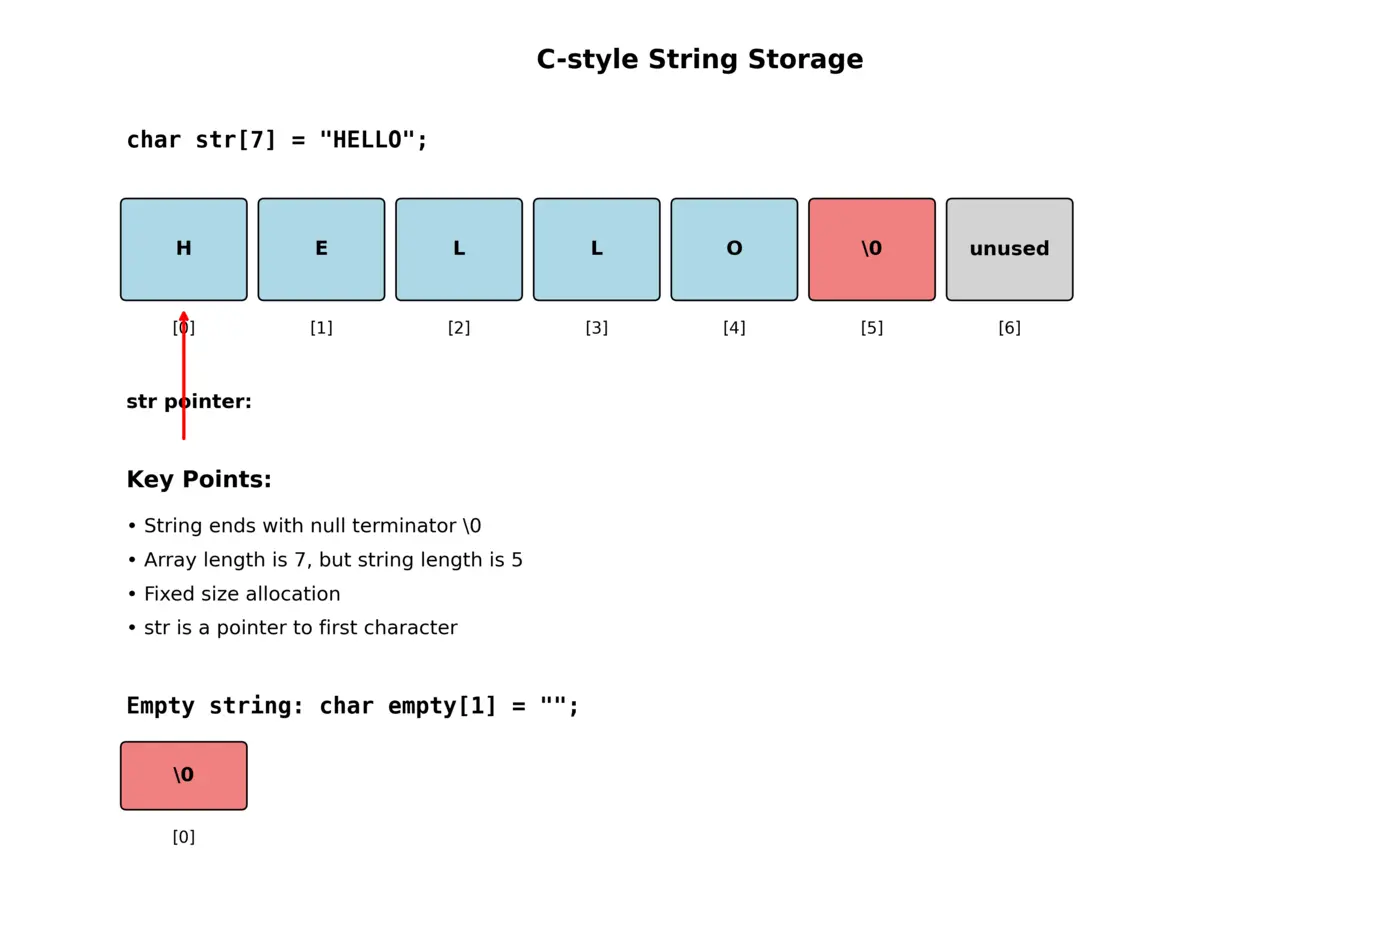 C-style String Storage
char str[7] = "HELLO";
H E L L O \0 unused
[0] [1] [2] [3] [4] [5] [6]
str pointer:
Key Points:
• String ends with null terminator \0
• Array length is 7, but string length is 5
• Fixed size allocation
• str is a pointer to first character
Empty string: char empty[1] = "";
\0
[0]